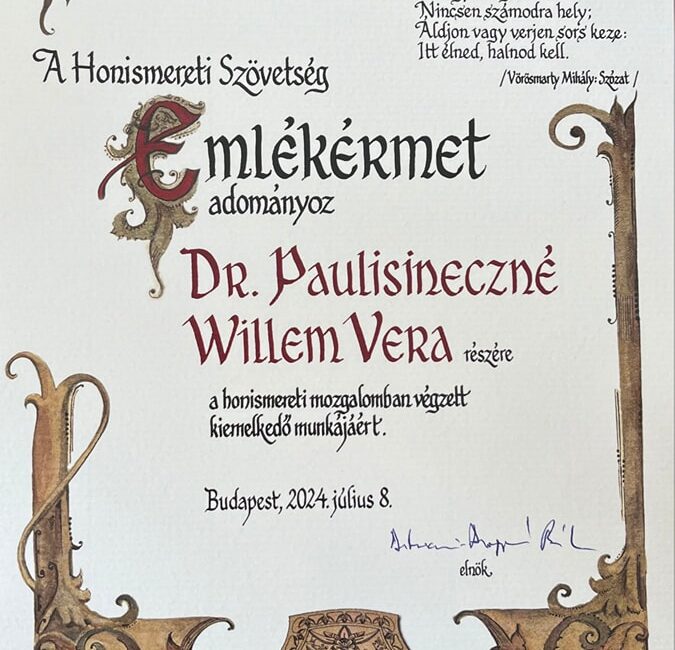 Nincsen számodra hely;
Áldjon vagy verjen sors keze:
Itt élned, halnod kell.
/Vörösmarty Mihály: Szózat /
A Honismereti Szövetség
Emlékérmet
adományoz
Dr. Paulisineczné
Willem Vera részére
a honismereti mozgalomban végzett
kiemelkedő munkájáért.
Budapest, 2024. július 8.
elnök